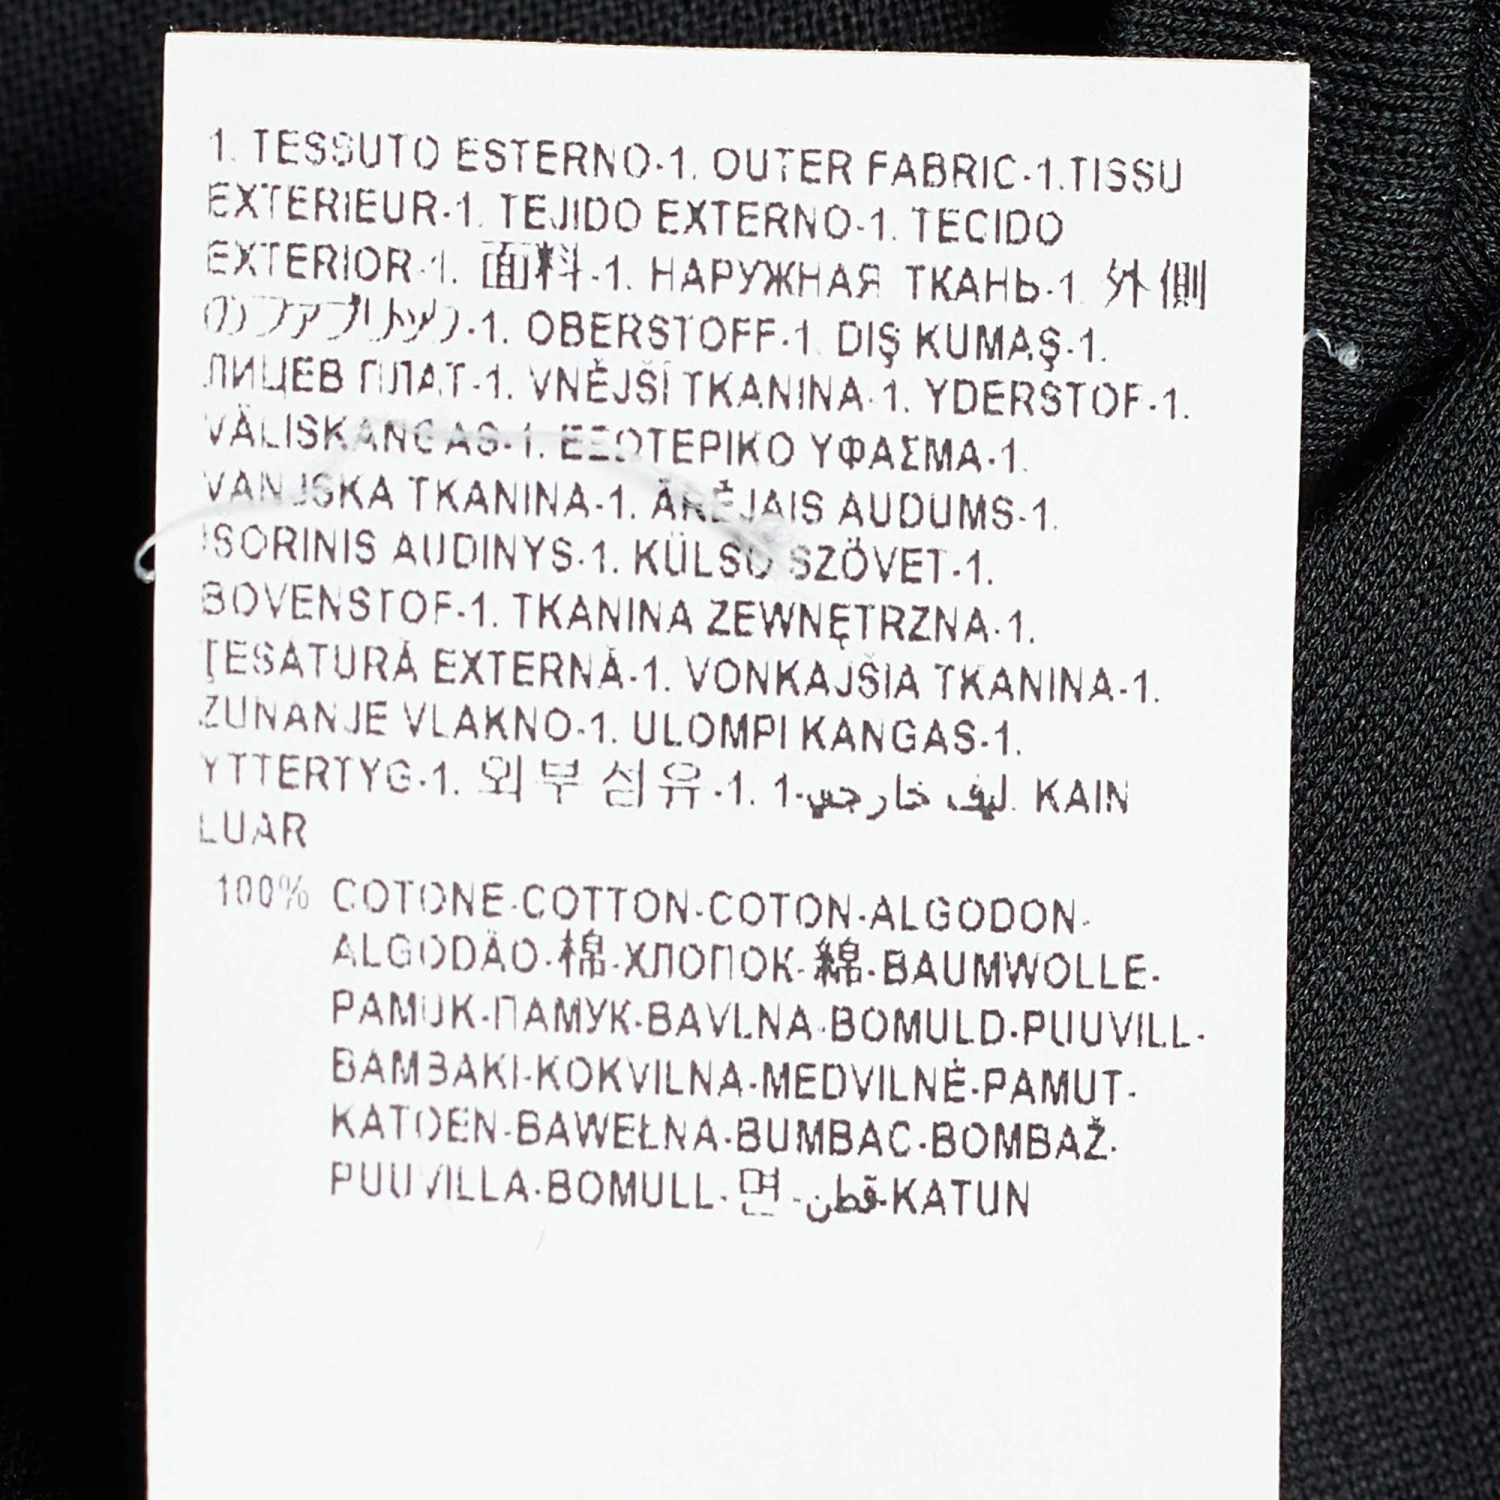 1. TESSUTO ESTERNO-1. OUTER FABRIC-1.TISSU
EXTERIEUR-1. TEJIDO EXTERNO-1. TECIDO
EXTERIOR-1. 面料-1. НАРУЖНАЯ ТКАНЬ-1. 外側
のファブリック-1. OBERSTOFF-1. DIŞ KUMAŞ-1.
ЛИЦЕВ ПЛАТ-1. VNĚJŠÍ TKANINA-1. YDERSTOF-1.
VÄLISKANGAS-1. ΕΞΩΤΕΡΙΚΟ ΥΦΑΣΜΑ-1.
VANJSKA TKANINA-1. ĀRĒJAIS AUDUMS-1.
IŠORINIS AUDINYS-1. KÜLSŐ SZÖVET-1.
BOVENSTOF-1. TKANINA ZEWNĘTRZNA-1.
ŢESĂTURĂ EXTERNĂ-1. VONKAJŠIA TKANINA-1.
ZUNANJE VLAKNO-1. ULOMPI KANGAS-1.
YTTERTYG-1. 외부 섬유-1. 1-ليف خارجي. KAIN
LUAR
100% COTONE-COTTON-COTON-ALGODON-
ALGODÃO-棉-ХЛОПОК-綿-BAUMWOLLE-
PAMUK-ПАМУК-BAVLNA-BOMULD-PUUVILL-
BAMBAKI-KOKVILNA-MEDVILNĖ-PAMUT-
KATOEN-BAWEŁNA-BUMBAC-BOMBAŽ-
PUUVILLA-BOMULL-면-قطن-KATUN